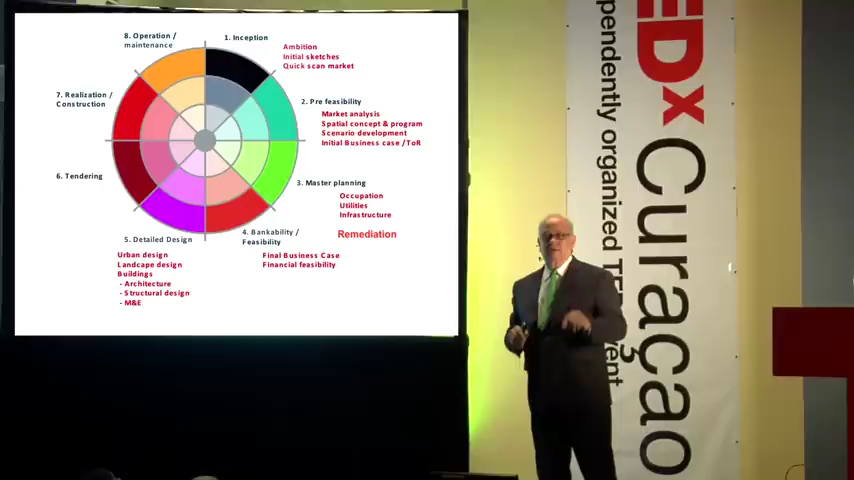 8. Operation /
maintenance
1. Inception
Ambition
Initial sketches
Quick scan market
2. Pre feasibility
Market analysis
Spatial concept & program
Scenario development
Initial Business case / ToR
3. Master planning
Occupation
Utilities
Infrastructure
Remediation
4. Bankability /
Feasibility
Final Business Case
Financial feasibility
5. Detailed Design
Urban design
Landcape design
Buildings
- Architecture
- Structural design
- M&E
6. Tendering
7. Realization /
Construction
EDx
Curaçao
pendently organized